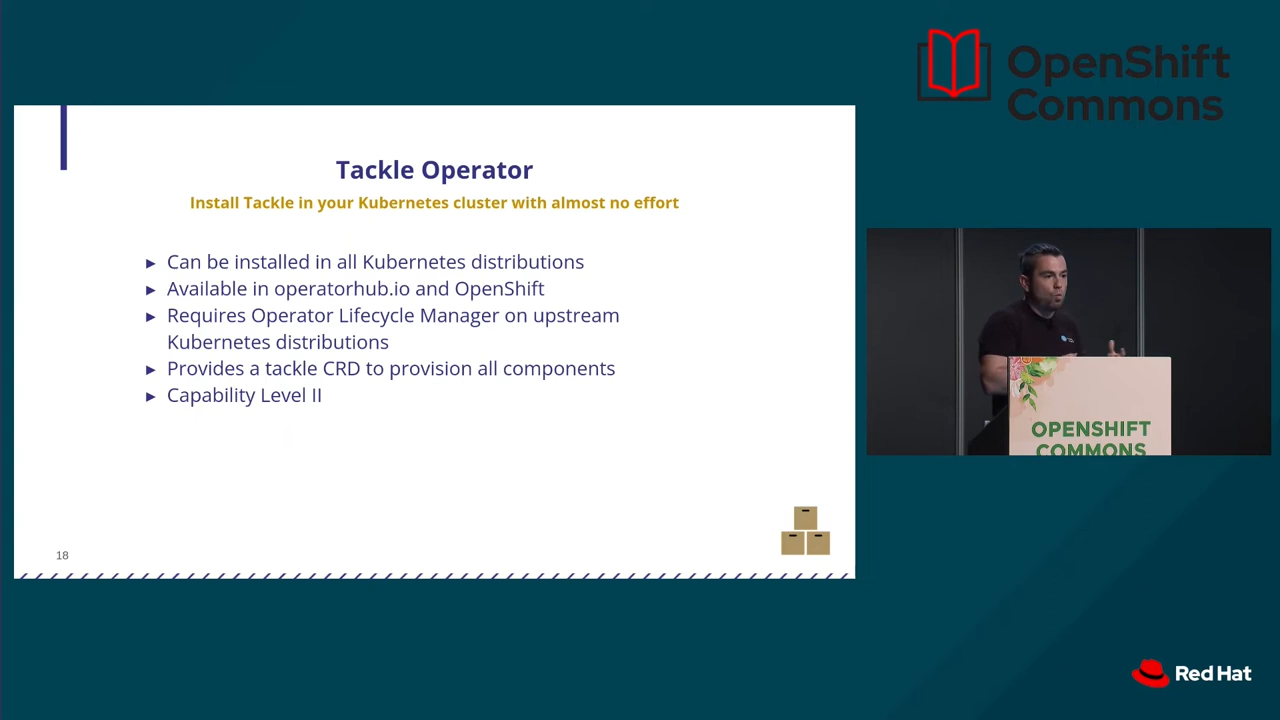 OpenShift
Commons
Tackle Operator
Install Tackle in your Kubernetes cluster with almost no effort
► Can be installed in all Kubernetes distributions
► Available in operatorhub.io and OpenShift
► Requires Operator Lifecycle Manager on upstream
Kubernetes distributions
► Provides a tackle CRD to provision all components
► Capability Level II
18
OPENSHIFT
COMMONS
Red Hat